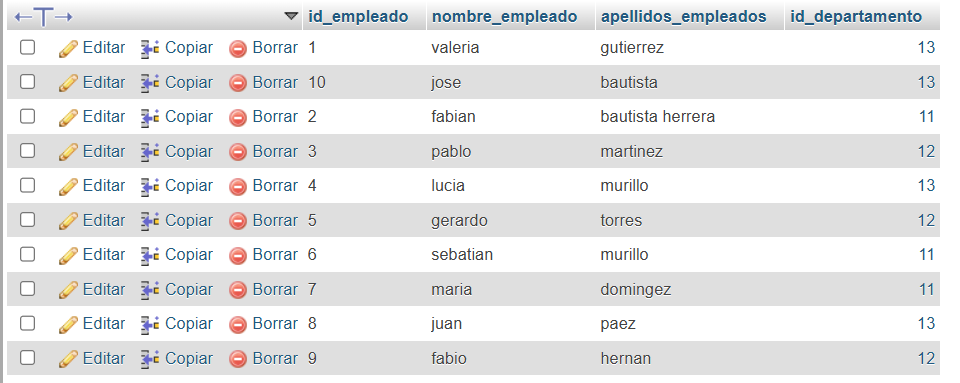 id_empleado nombre_empleado apellidos_empleados id_departamento
Editar Copiar Borrar 1 valeria gutierrez 13
Editar Copiar Borrar 10 jose bautista 13
Editar Copiar Borrar 2 fabian bautista herrera 11
Editar Copiar Borrar 3 pablo martinez 12
Editar Copiar Borrar 4 lucia murillo 13
Editar Copiar Borrar 5 gerardo torres 12
Editar Copiar Borrar 6 sebatian murillo 11
Editar Copiar Borrar 7 maria domingez 11
Editar Copiar Borrar 8 juan paez 13
Editar Copiar Borrar 9 fabio hernan 12